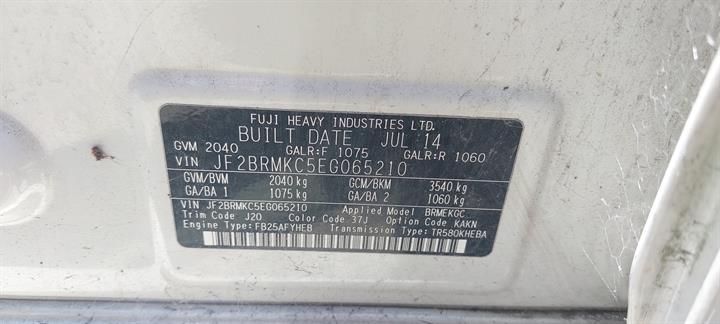 FUJI HEAVY INDUSTRIES LTD.
BUILT DATE JUL 14
GVM 2040 GALR:F 1075 GALR:R 1060
VIN JF2BRMKC5EG065210
GVM/BVM 2040 kg GCM/BKM 3540 kg
GA/BA 1 1075 kg GA/BA 2 1060 kg
VIN JF2BRMKC5EG065210 Applied Model BRMEKGC
Trim Code J20 Color Code 37J Option Code KAKN
Engine Type: FB25AFYHEB Transmission Type: TR580KHEBA